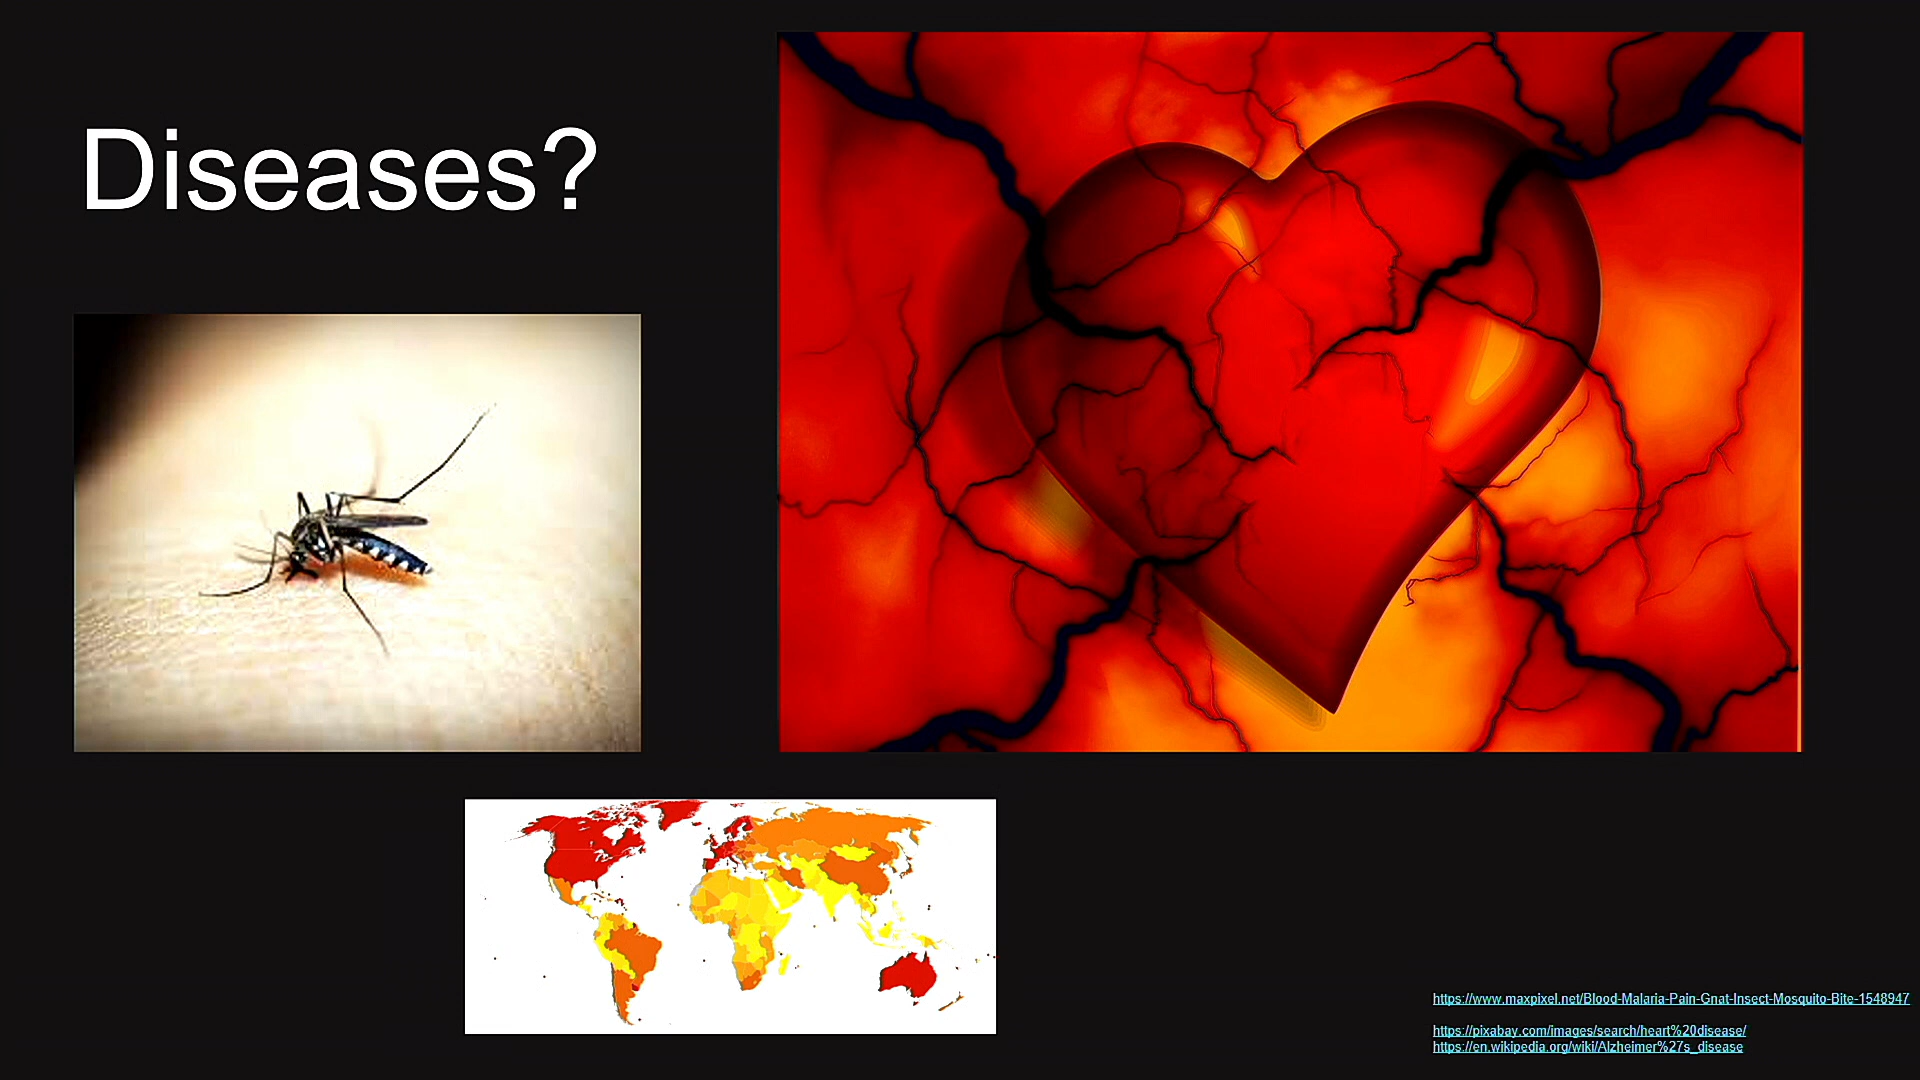 Diseases?
https://www.maxpixel.net/Blood-Malaria-Pain-Gnat-Insect-Mosquito-Bite-1548947
https://pixabay.com/images/search/heart%20disease/
https://en.wikipedia.org/wiki/Alzheimer%27s_disease